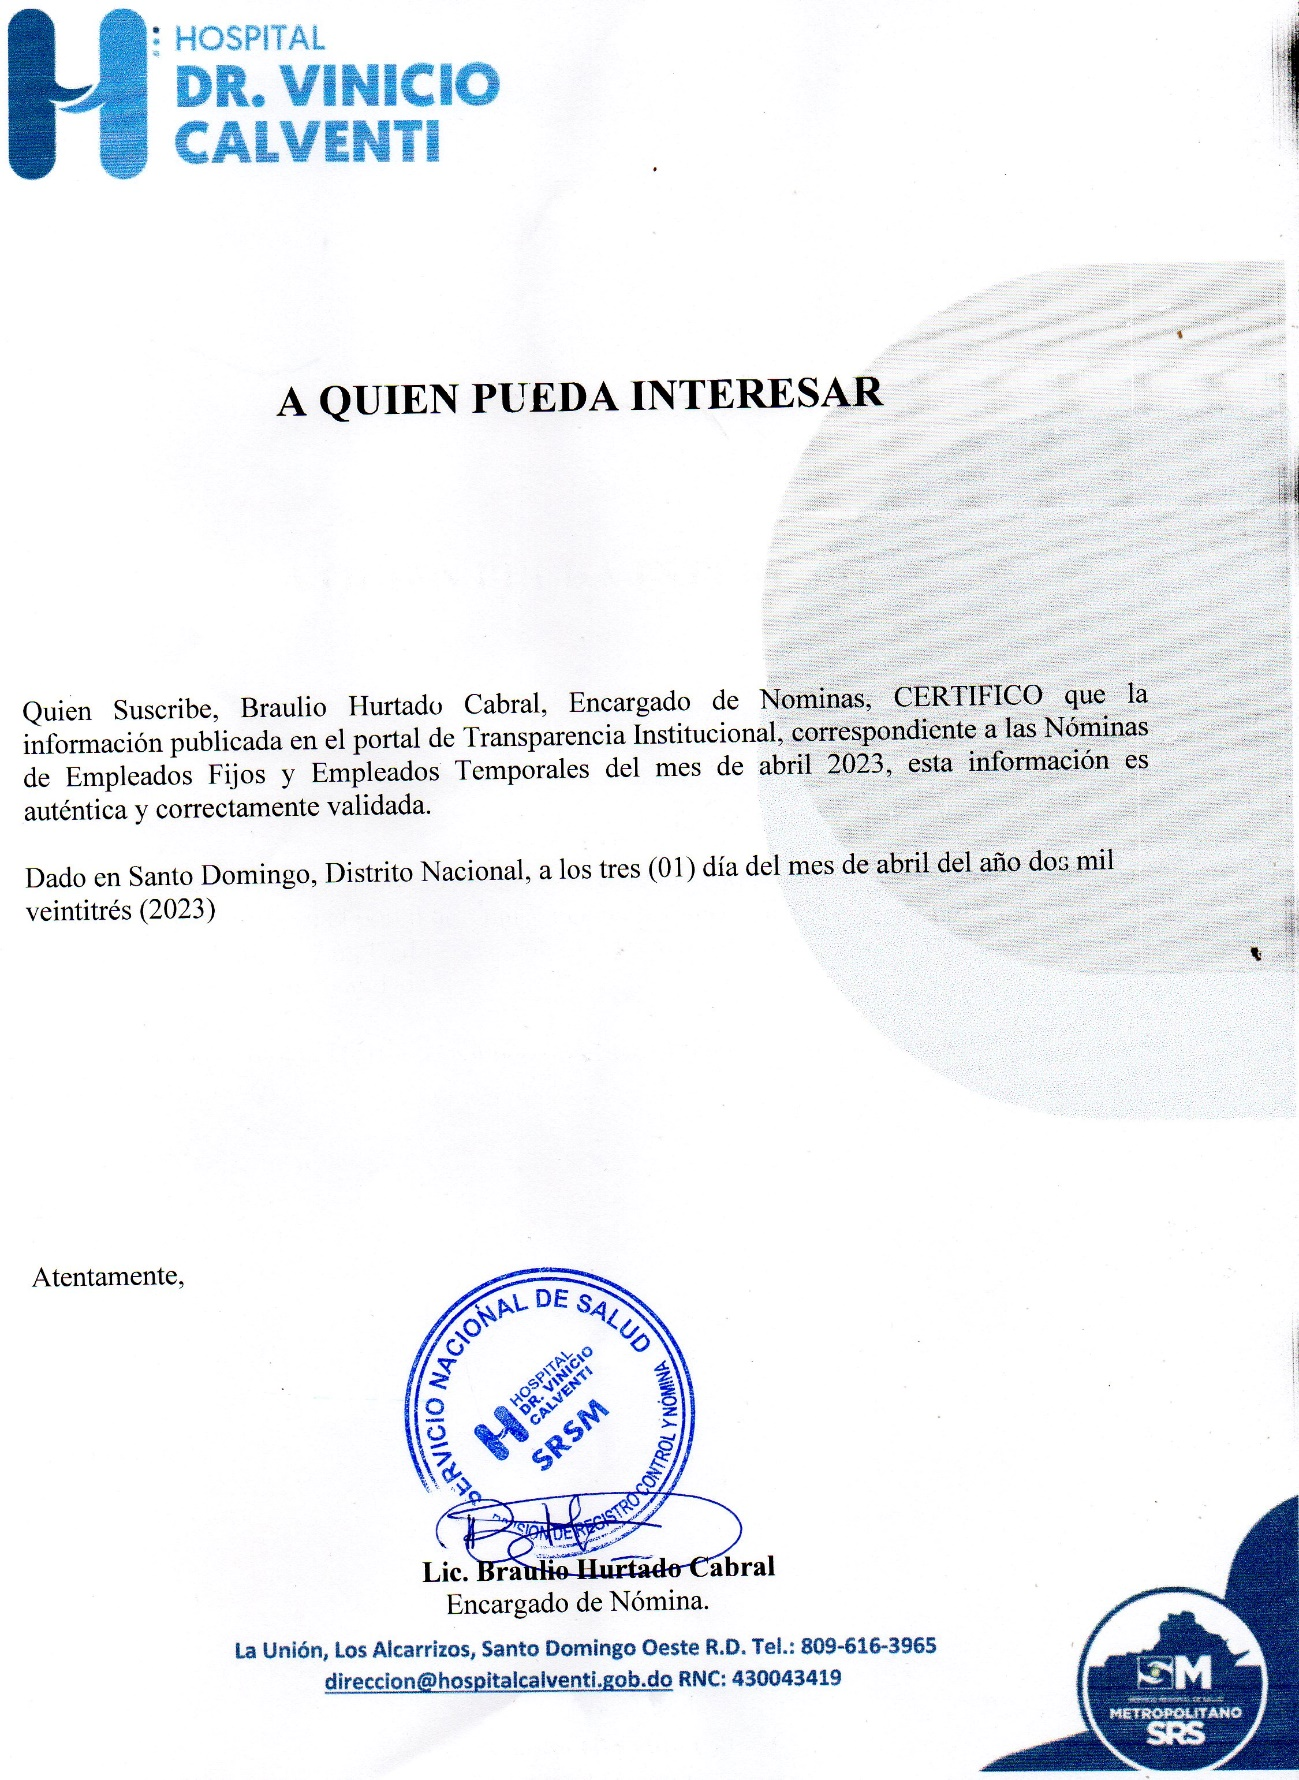 HOSPITAL
DR. VINICIO
CALVENTI
A QUIEN PUEDA INTERESAR
Quien Suscribe, Braulio Hurtado Cabral, Encargado de Nominas, CERTIFICO que la
información publicada en el portal de Transparencia Institucional, correspondiente a las Nóminas
de Empleados Fijos y Empleados Temporales del mes de abril 2023, esta información es
auténtica y correctamente validada.
Dado en Santo Domingo, Distrito Nacional, a los tres (01) día del mes de abril del año dos mil
veintitrés (2023)
Atentamente,
SERVICIO NACIONAL DE SALUD
HOSPITAL
DR. VINICIO
CALVENTI
SRSM
DIVISION DE REGISTRO CONTROL Y NÓMINA
Lic. Braulio Hurtado Cabral
Encargado de Nómina.
La Unión, Los Alcarrizos, Santo Domingo Oeste R.D. Tel.: 809-616-3965
direccion@hospitalcalventi.gob.do RNC: 430043419
SM
SERVICIO REGIONAL DE SALUD
METROPOLITANO
SRS